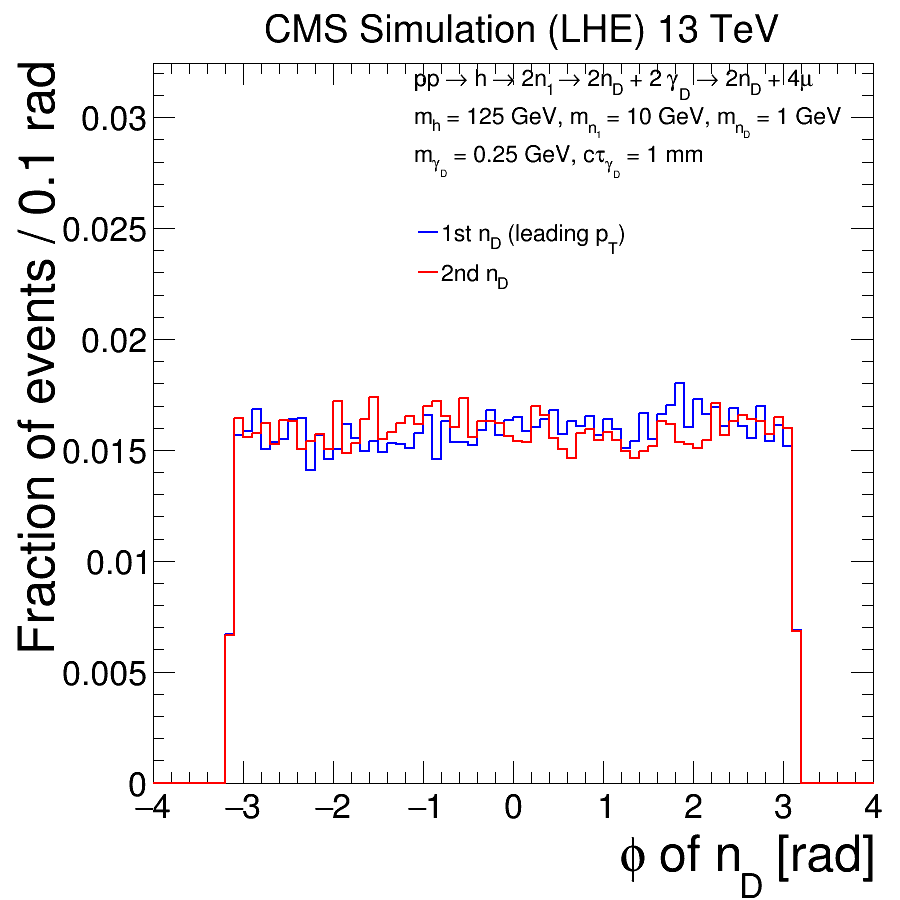 CMS Simulation (LHE) 13 TeV
pp → h → 2n1 → 2nD + 2 γD → 2nD + 4μ
mh = 125 GeV, mn1 = 10 GeV, mnD = 1 GeV
mγD = 0.25 GeV, cτγD = 1 mm
1st nD (leading pT)
2nd nD
Fraction of events / 0.1 rad
0.03
0.025
0.02
0.015
0.01
0.005
0
−4 −3 −2 −1 0 1 2 3 4
φ of nD [rad]